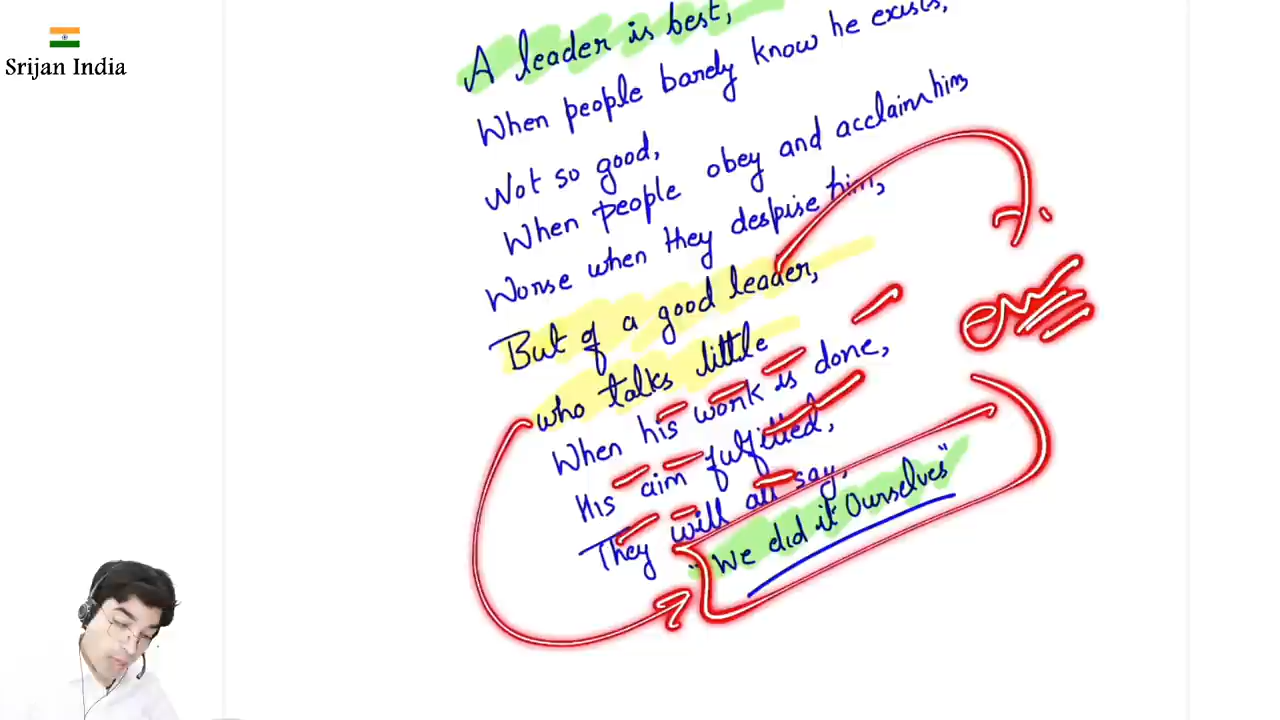 Srijan India
A leader is best,
When people barely know he exists,
Not so good,
When people obey and acclaim him,
Worse when they despise him,
But of a good leader,
who talks little
When his work is done,
His aim fulfilled,
They will all say,
"We did it Ourselves"